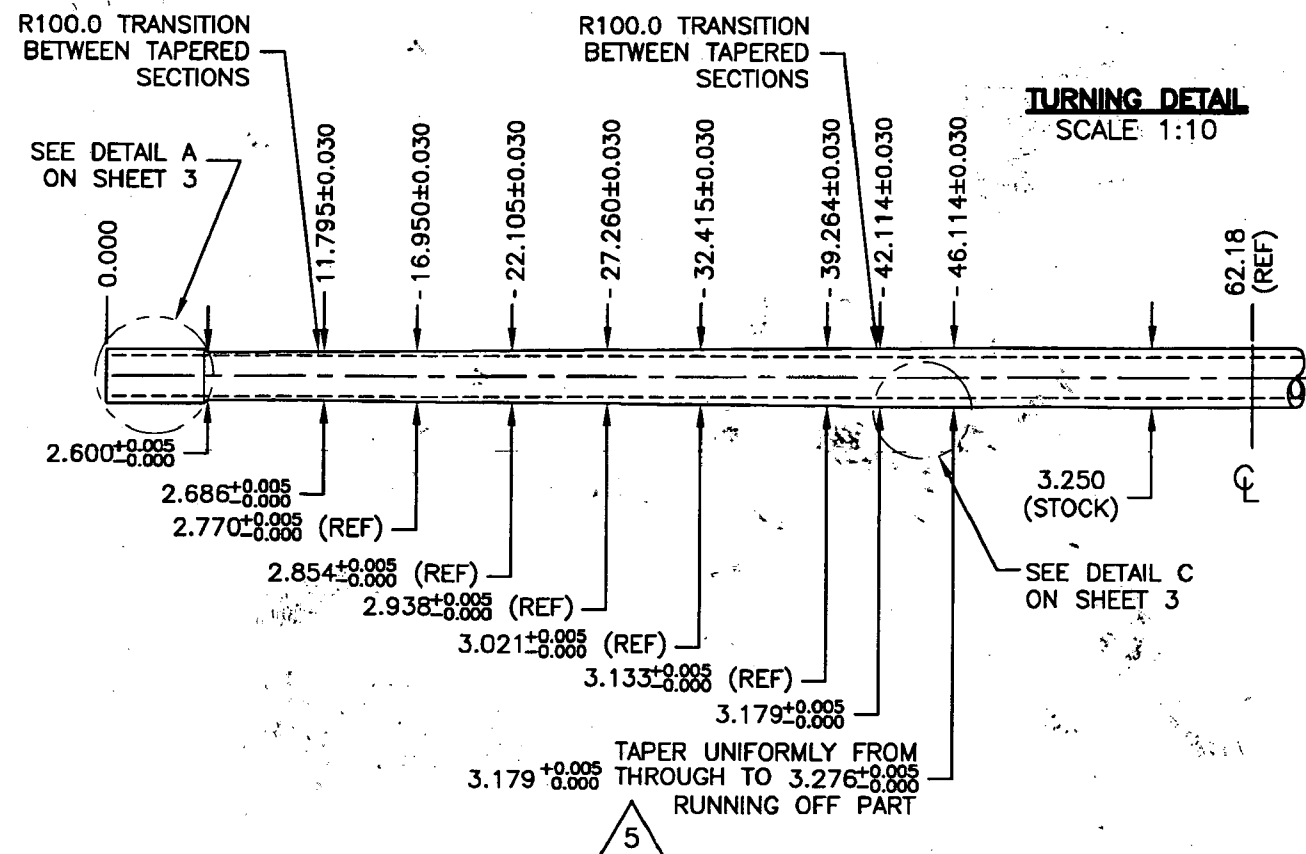 R100.0 TRANSITION
BETWEEN TAPERED
SECTIONS
R100.0 TRANSITION
BETWEEN TAPERED
SECTIONS
TURNING DETAIL
SCALE 1:10
SEE DETAIL A
ON SHEET 3
0.000
11.795±0.030
16.950±0.030
22.105±0.030
27.260±0.030
32.415±0.030
39.264±0.030
42.114±0.030
46.114±0.030
62.18
(REF)
2.600+0.005 -0.000
2.686+0.005 -0.000
2.770+0.005 -0.000 (REF)
2.854+0.005 -0.000 (REF)
2.938+0.005 -0.000 (REF)
3.021+0.005 -0.000 (REF)
3.133+0.005 -0.000 (REF)
3.179+0.005 -0.000
3.250
(STOCK)
℄
SEE DETAIL C
ON SHEET 3
TAPER UNIFORMLY FROM
3.179 +0.005 0.000 THROUGH TO 3.276+0.005 -0.000
RUNNING OFF PART
5